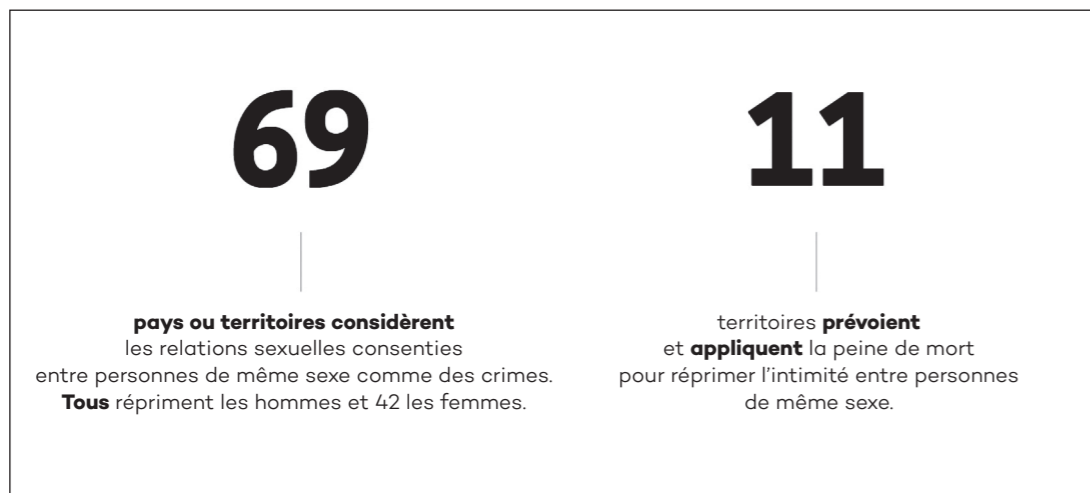 69
pays ou territoires considèrent
les relations sexuelles consenties
entre personnes de même sexe comme des crimes.
Tous répriment les hommes et 42 les femmes.
11
territoires prévoient
et appliquent la peine de mort
pour réprimer l’intimité entre personnes
de même sexe.